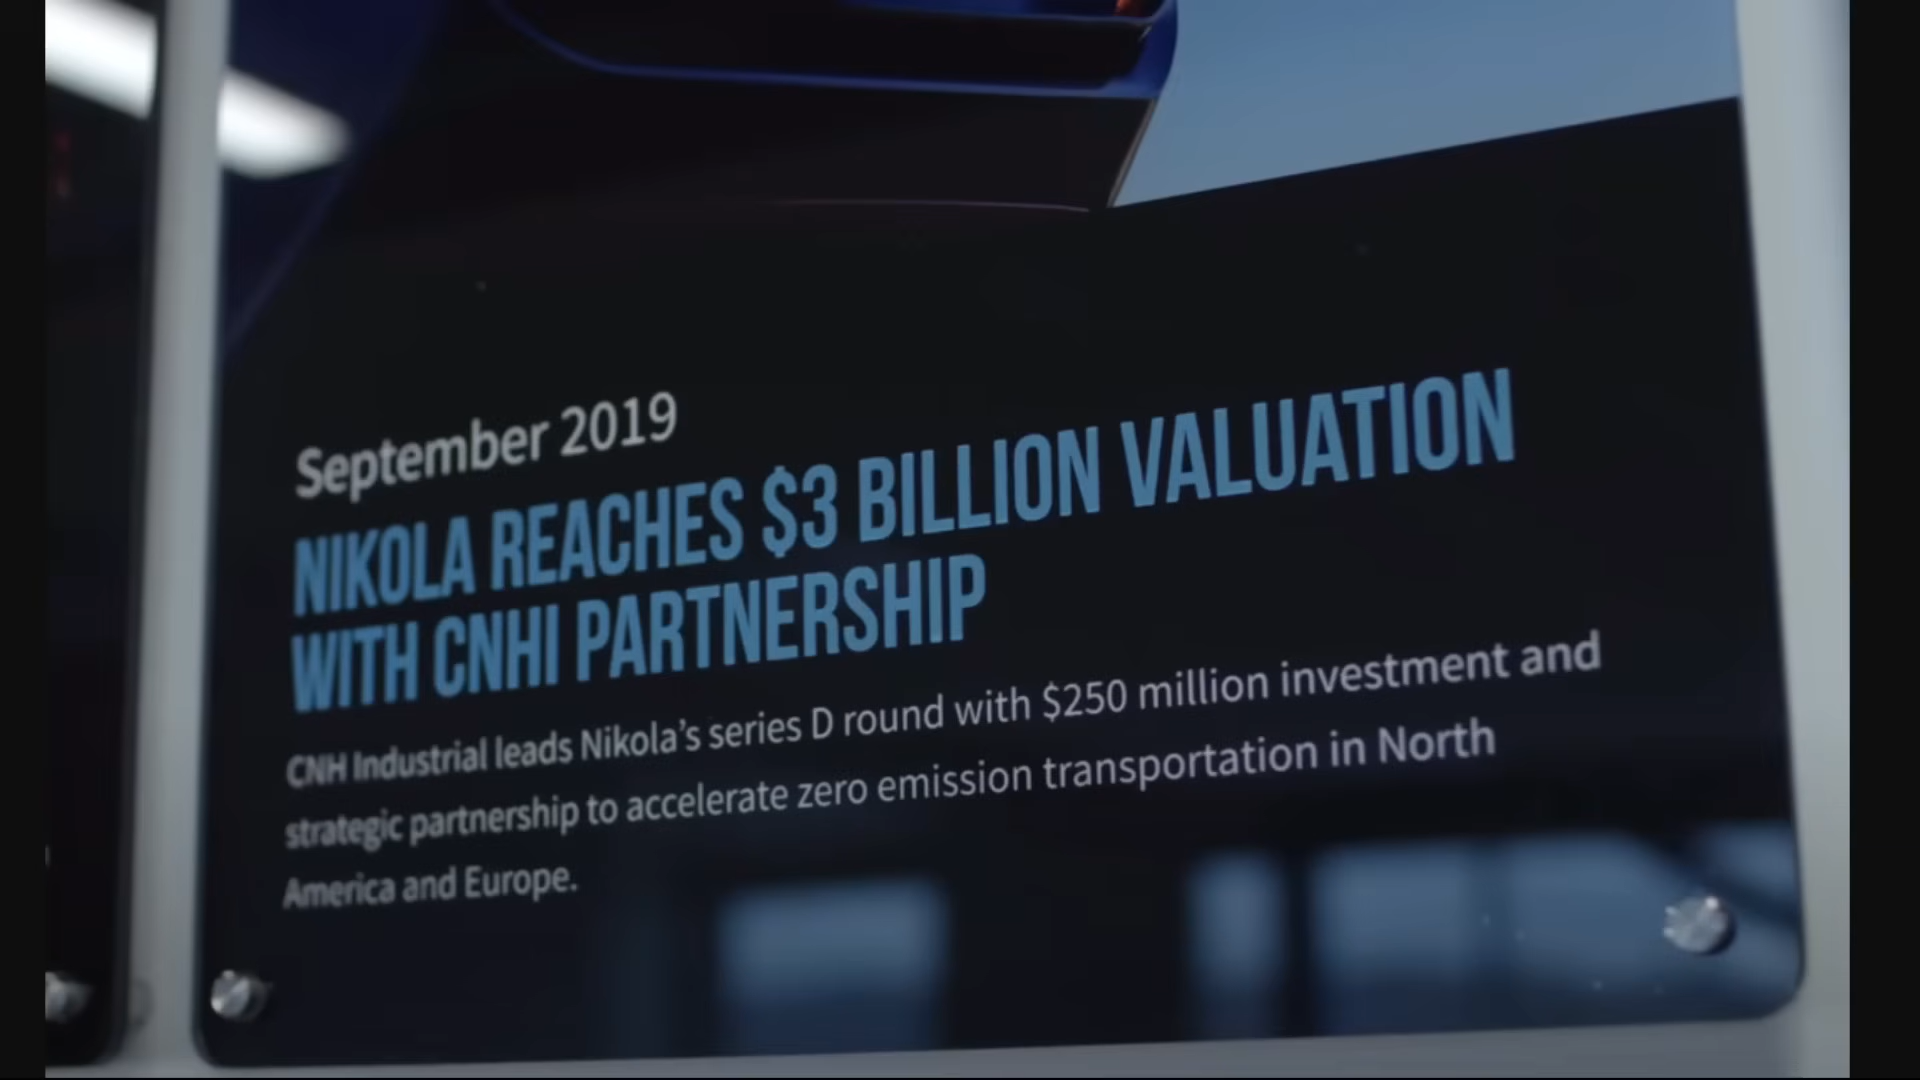 September 2019
NIKOLA REACHES $3 BILLION VALUATION
WITH CNHI PARTNERSHIP
CNH Industrial leads Nikola's series D round with $250 million investment and
strategic partnership to accelerate zero emission transportation in North
America and Europe.